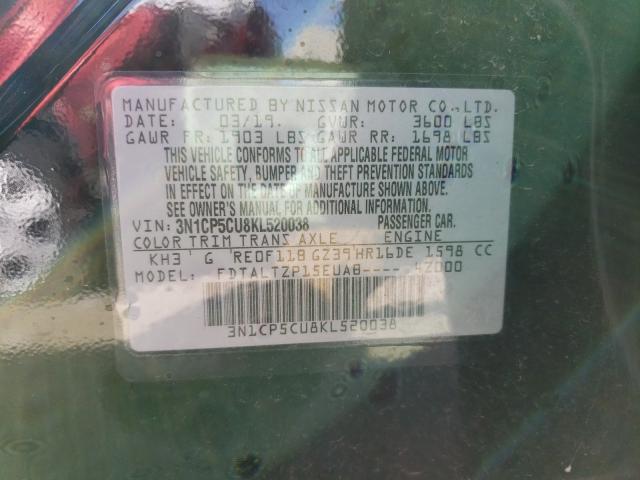 MANUFACTURED BY NISSAN MOTOR CO., LTD.
DATE: 03/19. GVWR: 3600 LBS
GAWR FR: 1903 LBS GAWR RR: 1698 LBS
THIS VEHICLE CONFORMS TO ALL APPLICABLE FEDERAL MOTOR
VEHICLE SAFETY, BUMPER AND THEFT PREVENTION STANDARDS
IN EFFECT ON THE DATE OF MANUFACTURE SHOWN ABOVE.
SEE OWNER'S MANUAL FOR ADDITIONAL INFORMATION.
VIN: 3N1CP5CU8KL520038 PASSENGER CAR.
COLOR TRIM TRANS AXLE / ENGINE
KH3 G RE0F11B GZ39 HR16DE 1598 CC
MODEL: FDTALTZP15EUAB---- -Z000
3N1CP5CU8KL520038